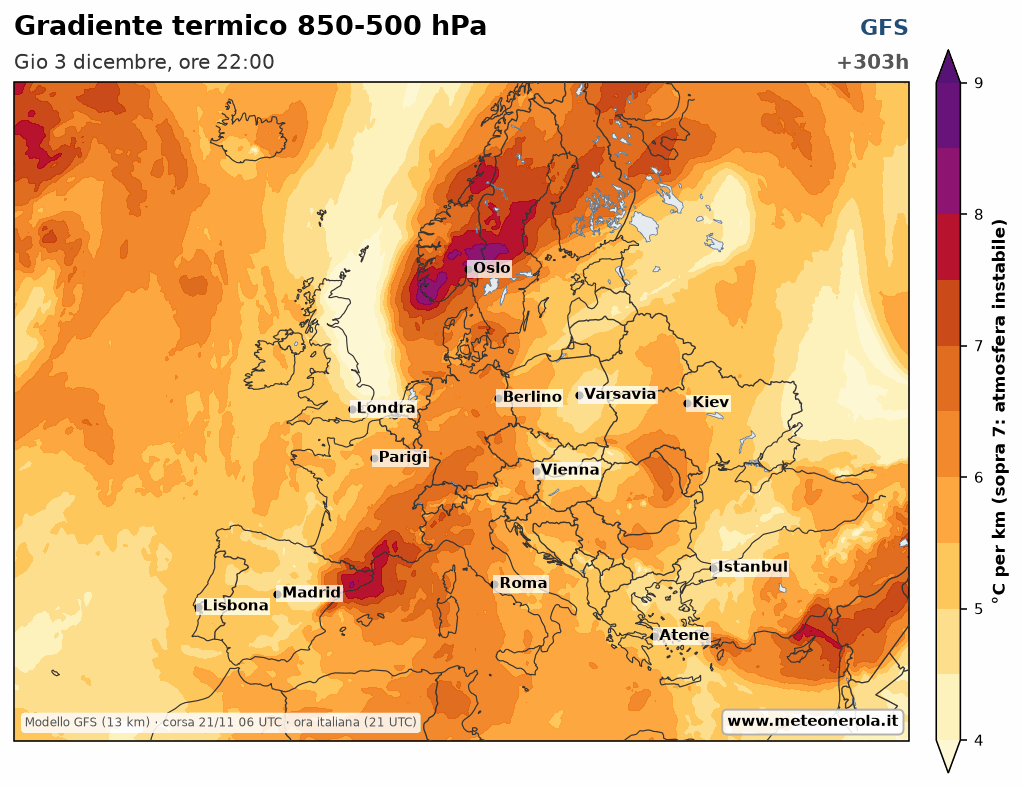 Gradiente termico 850-500 hPa
GFS
Gio 3 dicembre, ore 22:00
+303h
9
8
7
6
5
4
°C per km (sopra 7: atmosfera instabile)
Oslo
Londra
Berlino
Varsavia
Kiev
Parigi
Vienna
Madrid
Lisbona
Roma
Istanbul
Atene
Modello GFS (13 km) · corsa 21/11 06 UTC · ora italiana (21 UTC)
www.meteonerola.it